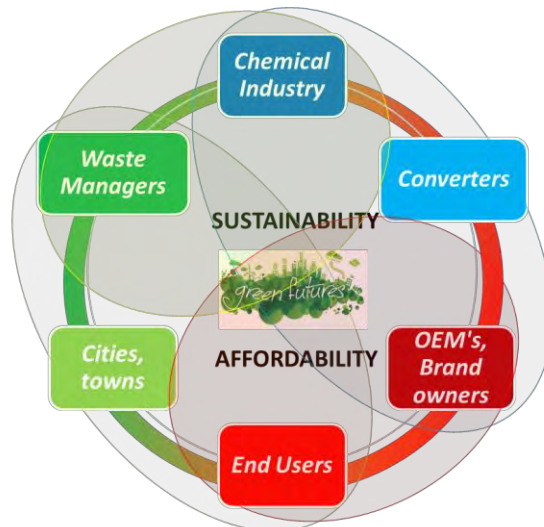 Chemical
Industry
Waste
Managers
Converters
SUSTAINABILITY
green futures
AFFORDABILITY
Cities,
towns
OEM's,
Brand
owners
End Users